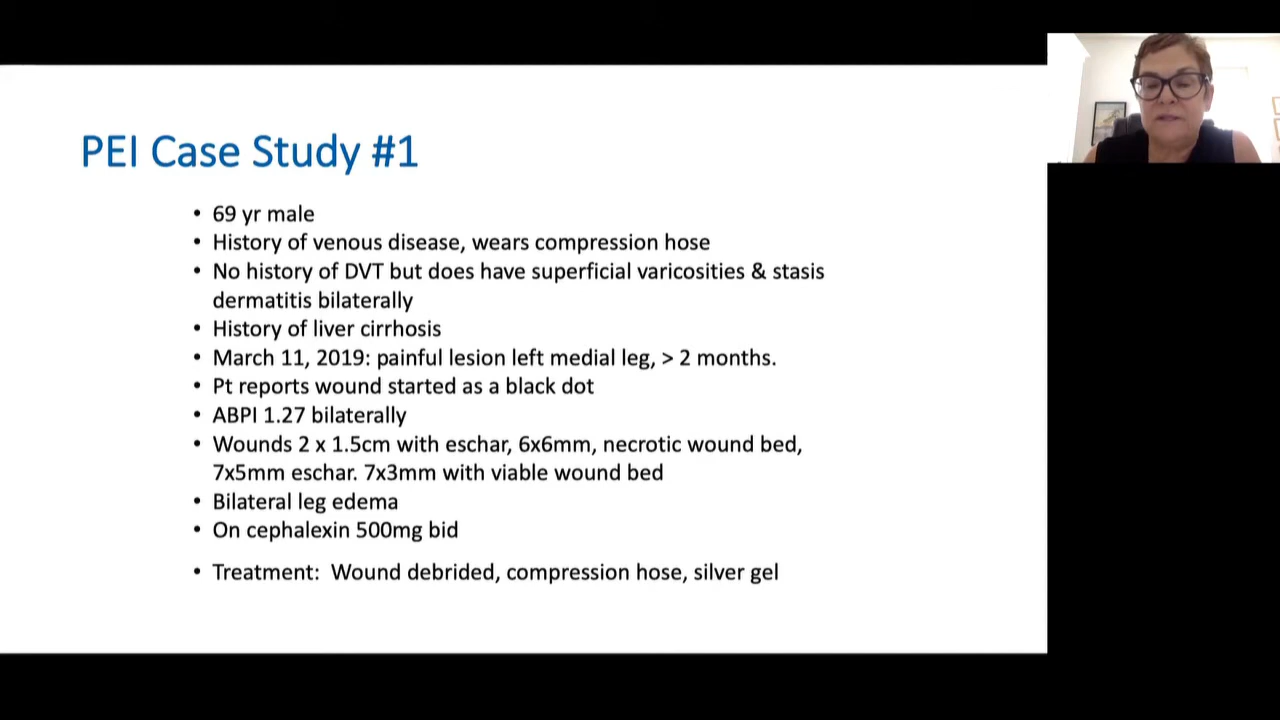 PEI Case Study #1
• 69 yr male
• History of venous disease, wears compression hose
• No history of DVT but does have superficial varicosities & stasis
dermatitis bilaterally
• History of liver cirrhosis
• March 11, 2019: painful lesion left medial leg, > 2 months.
• Pt reports wound started as a black dot
• ABPI 1.27 bilaterally
• Wounds 2 x 1.5cm with eschar, 6x6mm, necrotic wound bed,
7x5mm eschar. 7x3mm with viable wound bed
• Bilateral leg edema
• On cephalexin 500mg bid
• Treatment: Wound debrided, compression hose, silver gel